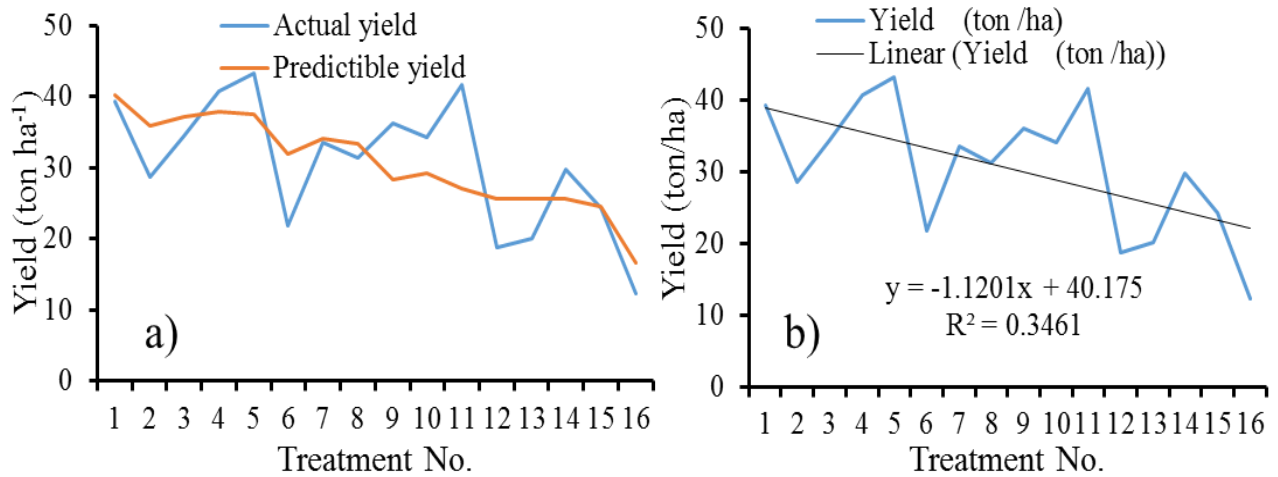 Actual yield
Predictible yield
Yield (ton ha⁻¹)
50
40
30
20
10
0
a)
1 2 3 4 5 6 7 8 9 10 11 12 13 14 15 16
Treatment No.
Yield (ton /ha)
Linear (Yield (ton /ha))
Yield (ton/ha)
50
40
30
20
10
0
y = -1.1201x + 40.175
R² = 0.3461
b)
1 2 3 4 5 6 7 8 9 10 11 12 13 14 15 16
Treatment No.